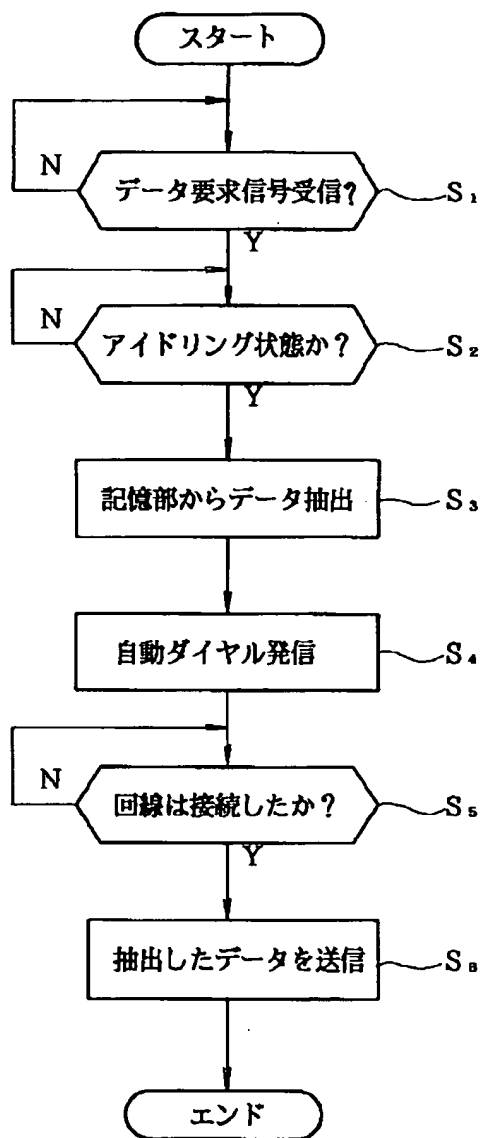 スタート
N
データ要求信号受信? S₁
Y
N
アイドリング状態か? S₂
Y
記憶部からデータ抽出 S₃
自動ダイヤル発信 S₄
N
回線は接続したか? S₅
Y
抽出したデータを送信 S₆
エンド